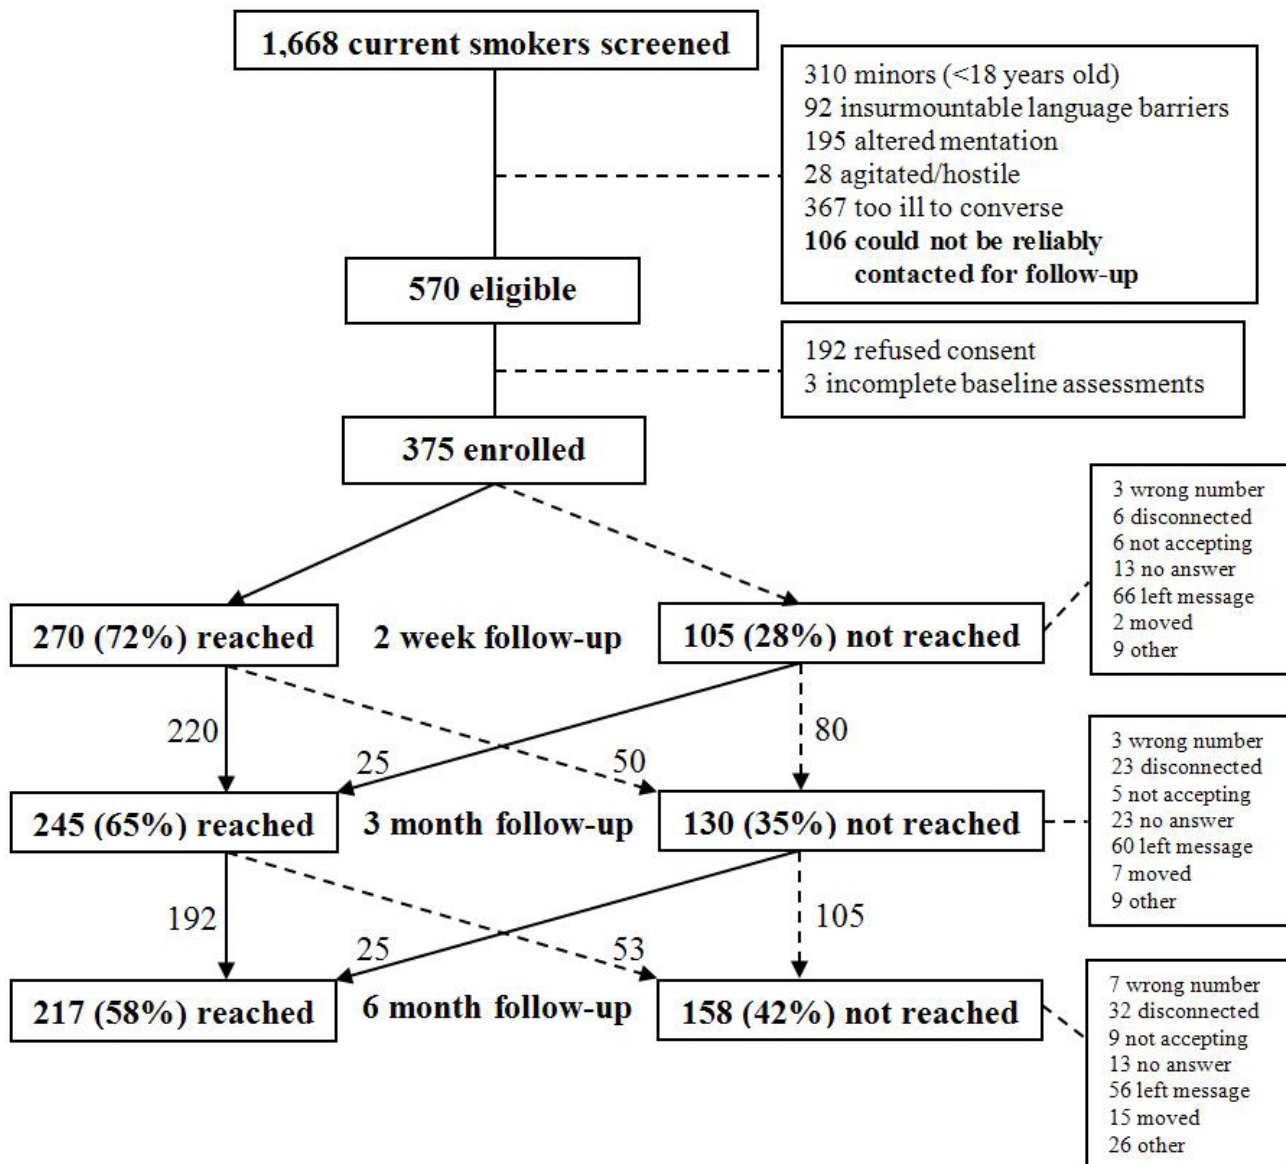 1,668 current smokers screened
310 minors (<18 years old)
92 insurmountable language barriers
195 altered mentation
28 agitated/hostile
367 too ill to converse
106 could not be reliably
contacted for follow-up
570 eligible
192 refused consent
3 incomplete baseline assessments
375 enrolled
3 wrong number
6 disconnected
6 not accepting
13 no answer
66 left message
2 moved
9 other
270 (72%) reached
2 week follow-up
105 (28%) not reached
220
25
50
80
3 wrong number
23 disconnected
5 not accepting
23 no answer
60 left message
7 moved
9 other
245 (65%) reached
3 month follow-up
130 (35%) not reached
192
25
53
105
7 wrong number
32 disconnected
9 not accepting
13 no answer
56 left message
15 moved
26 other
217 (58%) reached
6 month follow-up
158 (42%) not reached